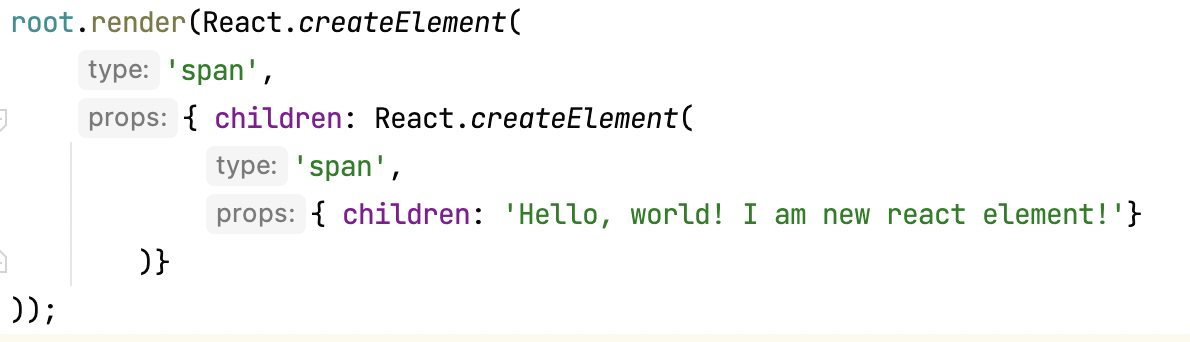 root.render(React.createElement(
type: 'span',
props: { children: React.createElement(
type: 'span',
props: { children: 'Hello, world! I am new react element!'}
)}
));